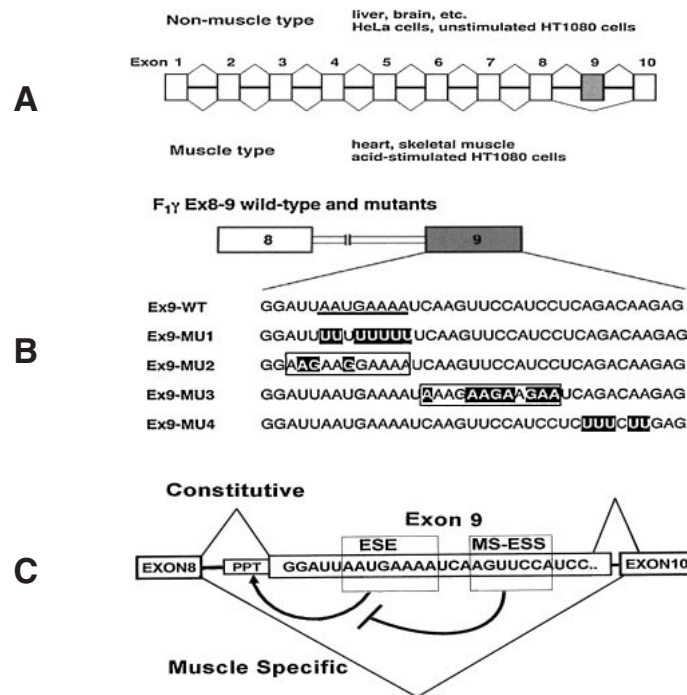 Non-muscle type
liver, brain, etc.
HeLa cells, unstimulated HT1080 cells
Exon 1 2 3 4 5 6 7 8 9 10
A
Muscle type
heart, skeletal muscle
acid-stimulated HT1080 cells
F1γ Ex8-9 wild-type and mutants
8 9
B
Ex9-WT GGAUUAAUGAAAAUCAAGUUCCAUCCUCAGACAAGAG
Ex9-MU1 GGAUUUUUUUUUUUCAAGUUCCAUCCUCAGACAAGAG
Ex9-MU2 GGAAGAAGGAAAAUCAAGUUCCAUCCUCAGACAAGAG
Ex9-MU3 GGAUUAAUGAAAAUAAAGAAGAAGAAUCAGACAAGAG
Ex9-MU4 GGAUUAAUGAAAAUCAAGUUCCAUCCUCUUUCUUGAG
C
Constitutive
Exon 9
ESE MS-ESS
EXON8 PPT GGAUUAAUGAAAAUCAAGUUCCAUCC.. EXON10
Muscle Specific